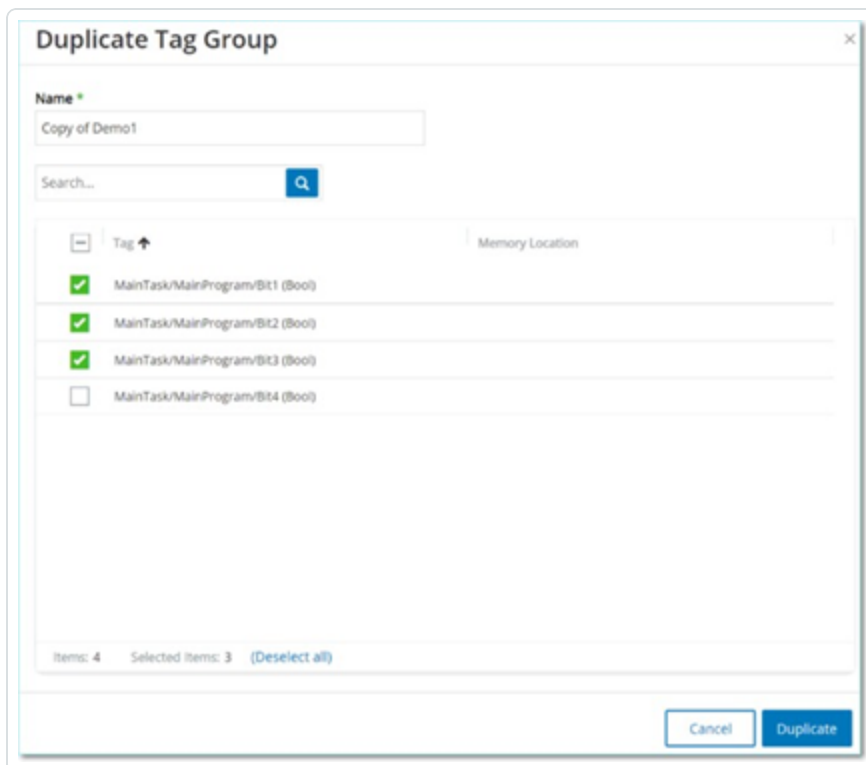 Duplicate Tag Group
Name *
Copy of Demo1
Search...
Tag Memory Location
MainTask/MainProgram/Bit1 (Bool)
MainTask/MainProgram/Bit2 (Bool)
MainTask/MainProgram/Bit3 (Bool)
MainTask/MainProgram/Bit4 (Bool)
Items: 4 Selected Items: 3 (Deselect all)
Cancel Duplicate